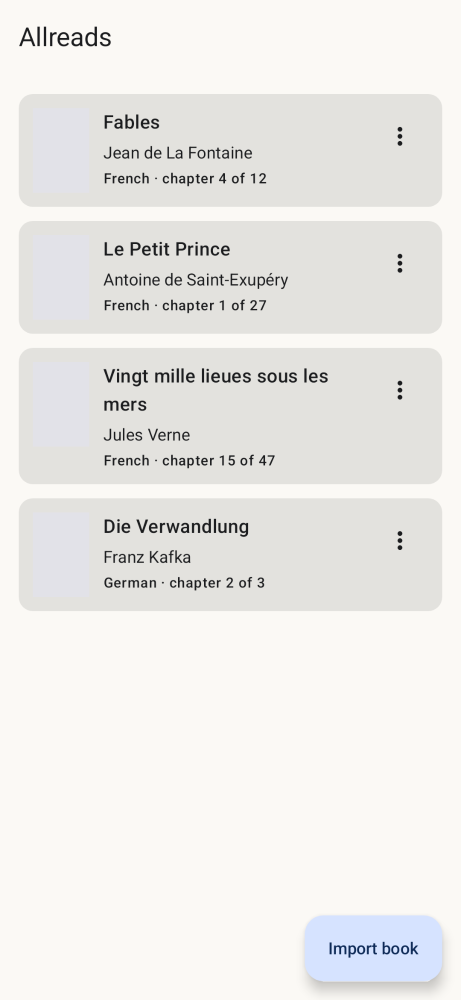 Allreads
Fables
Jean de La Fontaine
French · chapter 4 of 12
Le Petit Prince
Antoine de Saint-Exupéry
French · chapter 1 of 27
Vingt mille lieues sous les
mers
Jules Verne
French · chapter 15 of 47
Die Verwandlung
Franz Kafka
German · chapter 2 of 3
Import book